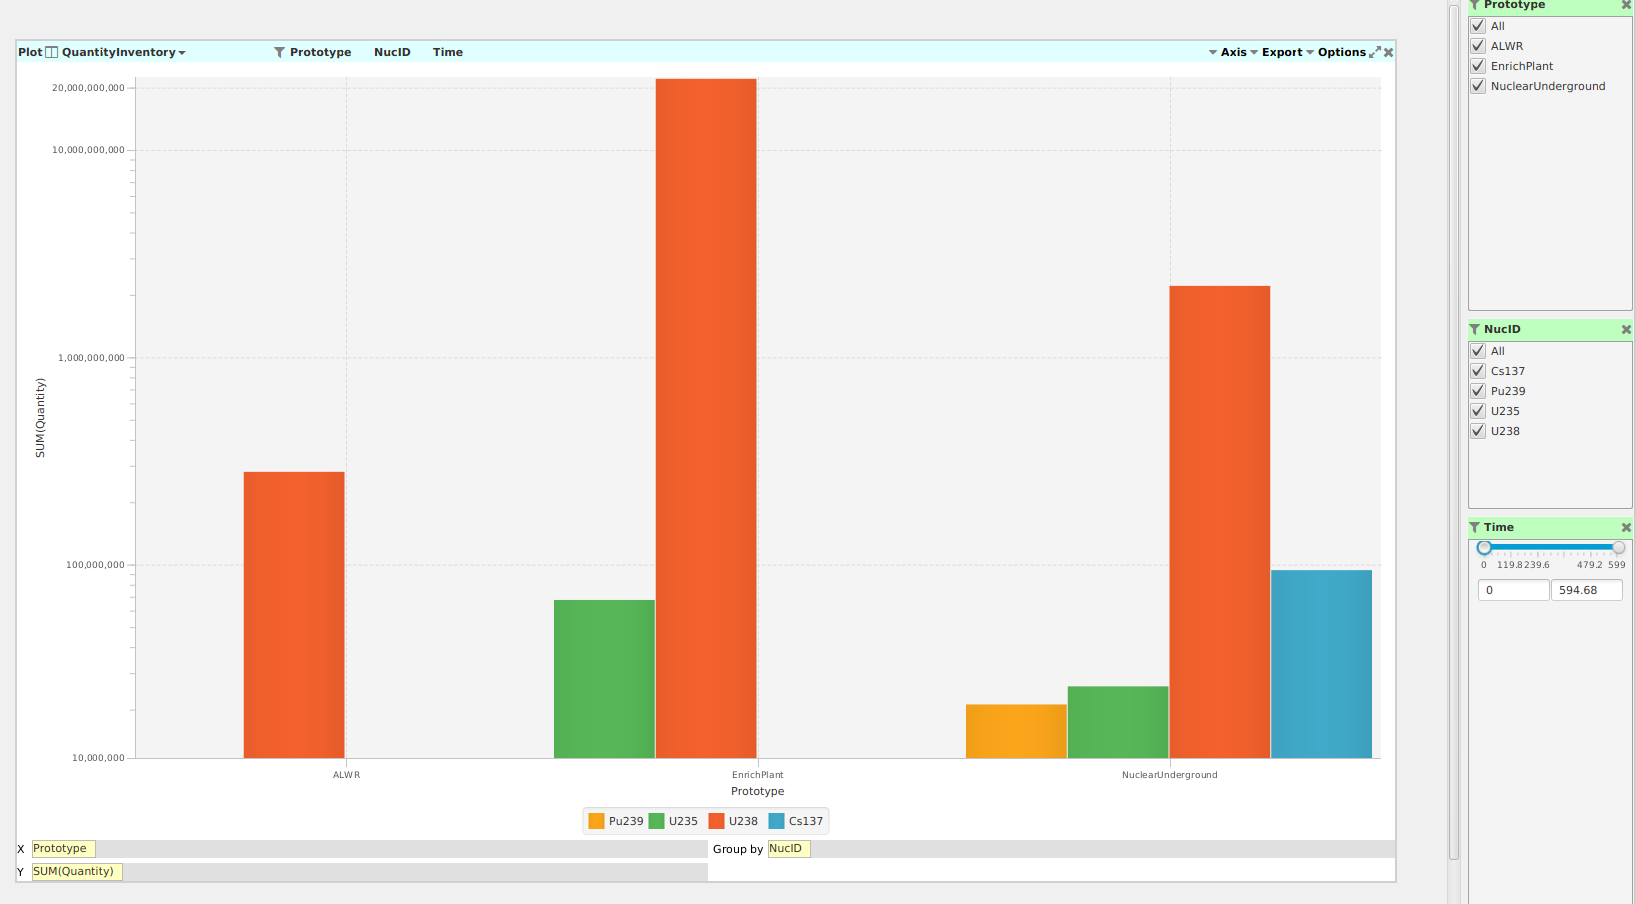 Plot QuantityInventory Prototype NucID Time Axis Export Options
20,000,000,000
10,000,000,000
1,000,000,000
100,000,000
10,000,000
SUM(Quantity)
ALWR EnrichPlant NuclearUnderground
Prototype
Pu239 U235 U238 Cs137
X Prototype Group by NucID
Y SUM(Quantity)
Prototype
All
ALWR
EnrichPlant
NuclearUnderground
NucID
All
Cs137
Pu239
U235
U238
Time
0 119.8 239.6 479.2 599
0 594.68